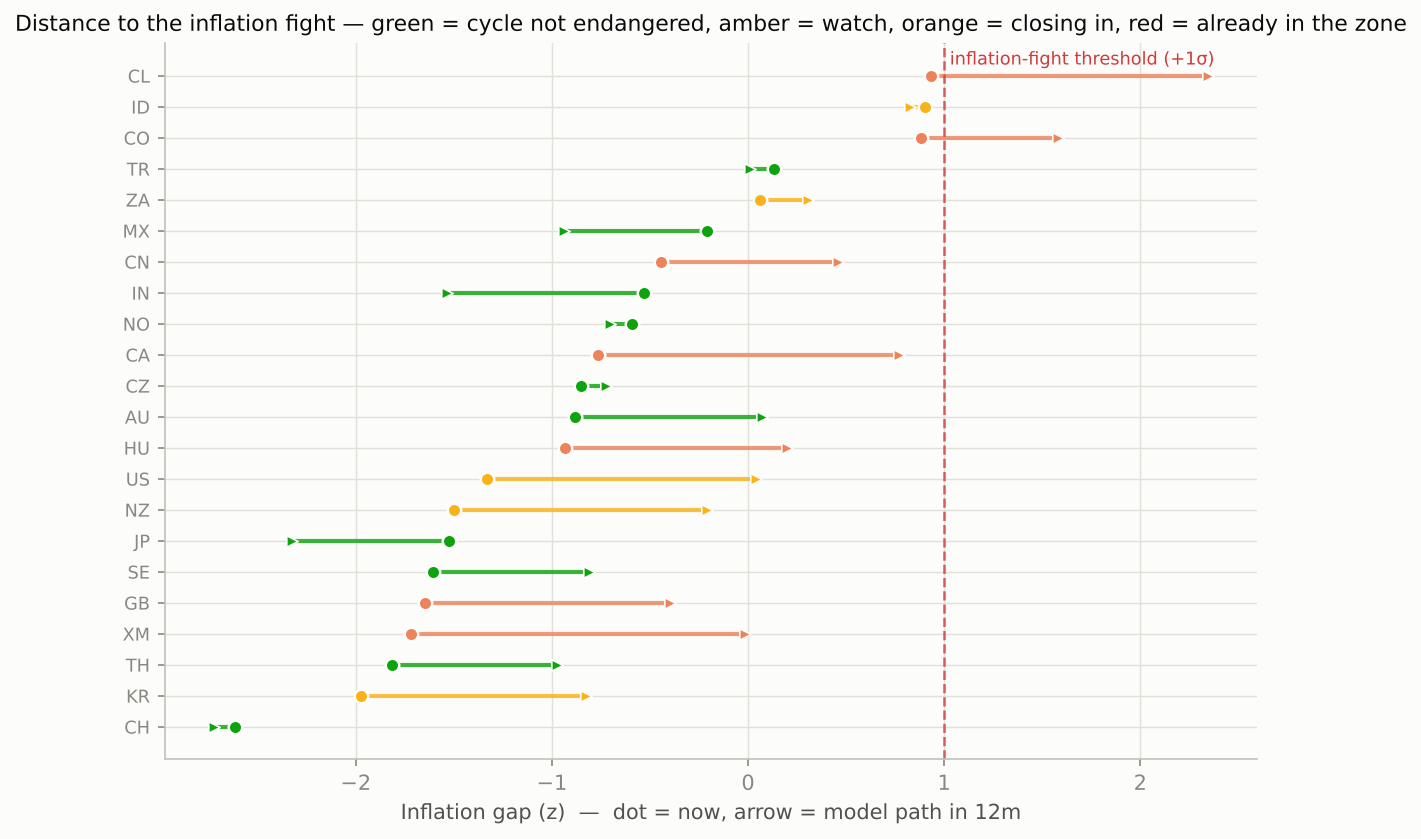 Distance to the inflation fight — green = cycle not endangered, amber = watch, orange = closing in, red = already in the zone
inflation-fight threshold (+1σ)
CL
ID
CO
TR
ZA
MX
CN
IN
NO
CA
CZ
AU
HU
US
NZ
JP
SE
GB
XM
TH
KR
CH
−2
−1
0
1
2
Inflation gap (z) — dot = now, arrow = model path in 12m